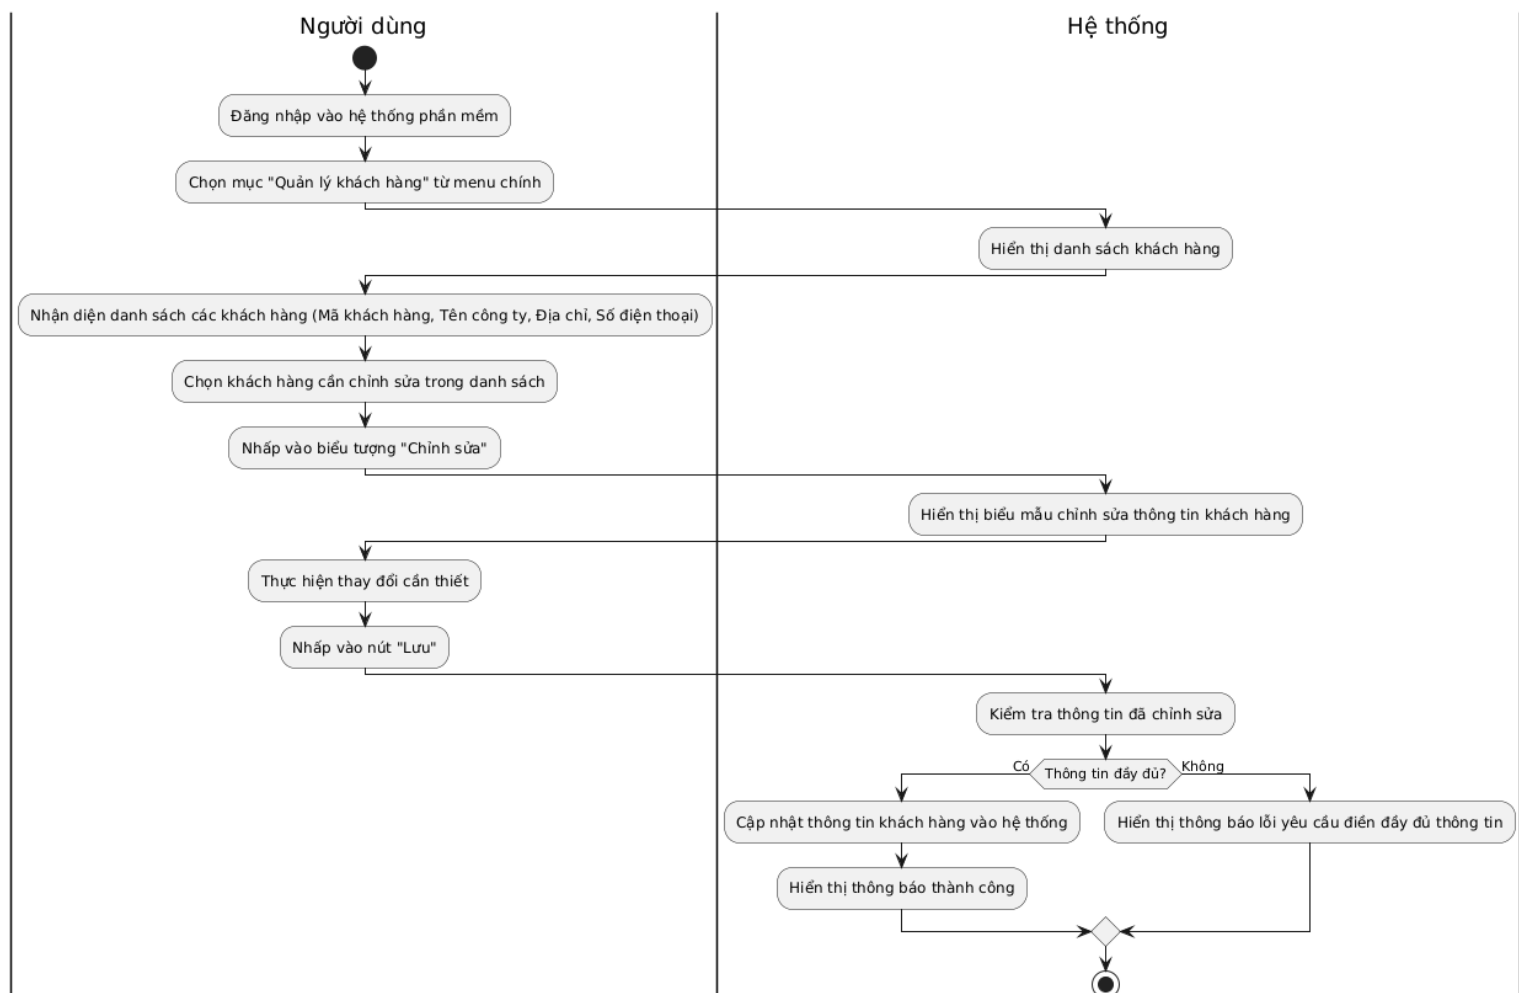 Người dùng
Hệ thống
Đăng nhập vào hệ thống phần mềm
Chọn mục "Quản lý khách hàng" từ menu chính
Hiển thị danh sách khách hàng
Nhận diện danh sách các khách hàng (Mã khách hàng, Tên công ty, Địa chỉ, Số điện thoại)
Chọn khách hàng cần chỉnh sửa trong danh sách
Nhấp vào biểu tượng "Chỉnh sửa"
Hiển thị biểu mẫu chỉnh sửa thông tin khách hàng
Thực hiện thay đổi cần thiết
Nhấp vào nút "Lưu"
Kiểm tra thông tin đã chỉnh sửa
Có
Thông tin đầy đủ?
Không
Cập nhật thông tin khách hàng vào hệ thống
Hiển thị thông báo lỗi yêu cầu điền đầy đủ thông tin
Hiển thị thông báo thành công